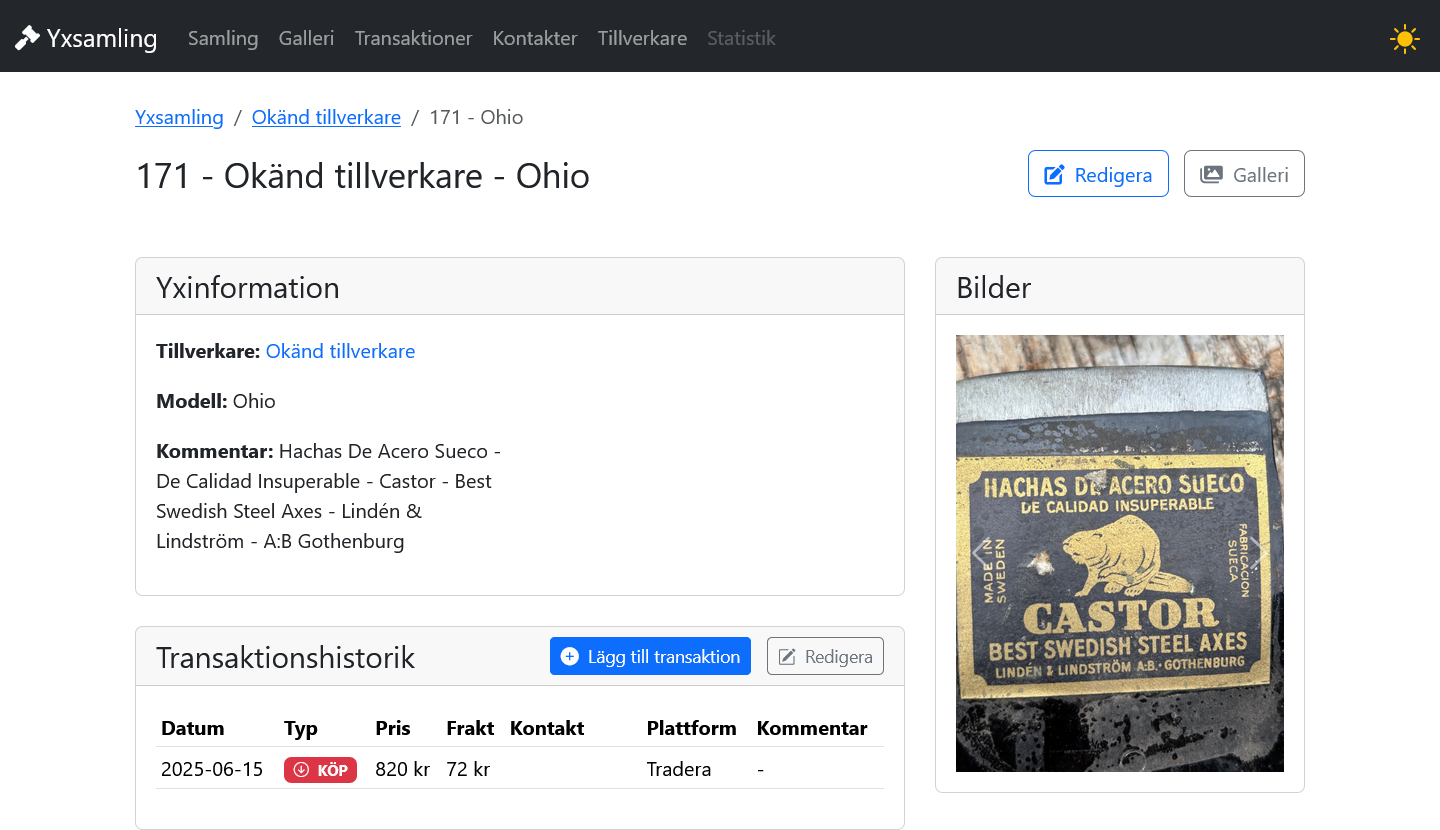 Yxsamling Samling Galleri Transaktioner Kontakter Tillverkare Statistik
Yxsamling / Okänd tillverkare / 171 - Ohio
171 - Okänd tillverkare - Ohio
Redigera
Galleri
Yxinformation
Tillverkare: Okänd tillverkare
Modell: Ohio
Kommentar: Hachas De Acero Sueco -
De Calidad Insuperable - Castor - Best
Swedish Steel Axes - Lindén &
Lindström - A:B Gothenburg
Transaktionshistorik
Lägg till transaktion
Redigera
Datum Typ Pris Frakt Kontakt Plattform Kommentar
2025-06-15 KÖP 820 kr 72 kr Tradera -
Bilder
HACHAS DE ACERO SUECO
DE CALIDAD INSUPERABLE
MADE IN
SWEDEN
FABRICACION
SUECA
CASTOR
BEST SWEDISH STEEL AXES
LINDÉN & LINDSTRÖM A:B. · GOTHENBURG